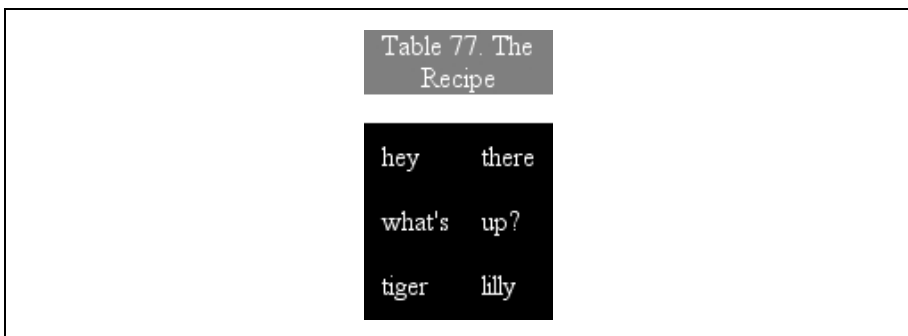 Table 77. The
Recipe
hey there
what's up?
tiger lilly